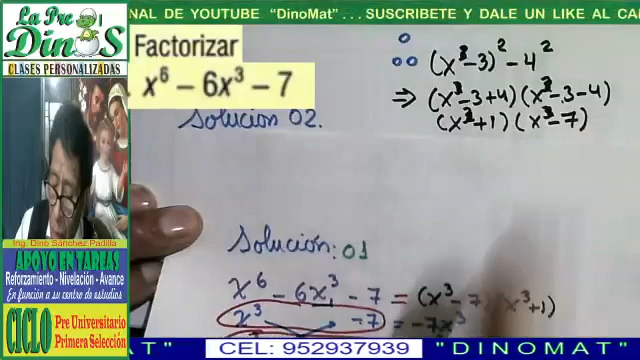 NAL DE YOUTUBE "DinoMat"... SUSCRIBETE Y DALE UN LIKE AL CA
La Pre
DinoS
CLASES PERSONALIZADAS
Factorizar
x⁶ − 6x³ − 7
Solución 02.
∴ (x³-3)² - 4²
⇒ (x³-3+4)(x³-3-4)
(x³+1)(x³-7)
Solución: 01
x⁶ - 6x³ - 7 = (x³-7)(x³+1)
x³ -7 = -7x³
Ing. Dino Sánchez Padilla
APOYO EN TAREAS
Reforzamiento - Nivelación - Avance
En función a su centro de estudios
CICLO Pre Universitario
Primera Selección
MAT" CEL: 952937939 "DINOMAT"